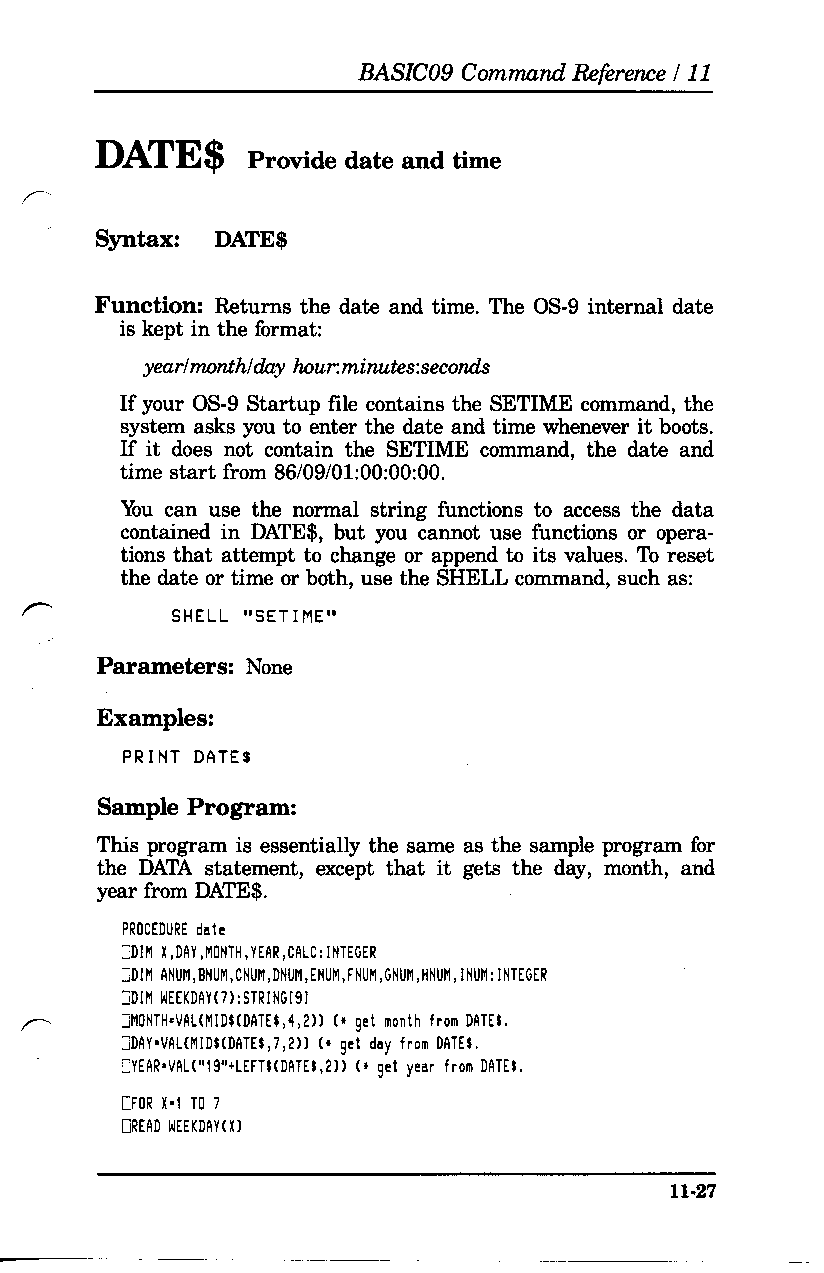 BASIC09 Command Reference / 11
DATE$ Provide date and time
Syntax: DATE$
Function: Returns the date and time. The OS-9 internal date
is kept in the format:
year/month/day hour:minutes:seconds
If your OS-9 Startup file contains the SETIME command, the
system asks you to enter the date and time whenever it boots.
If it does not contain the SETIME command, the date and
time start from 86/09/01:00:00:00.
You can use the normal string functions to access the data
contained in DATE$, but you cannot use functions or opera-
tions that attempt to change or append to its values. To reset
the date or time or both, use the SHELL command, such as:
SHELL "SETIME"
Parameters: None
Examples:
PRINT DATE$
Sample Program:
This program is essentially the same as the sample program for
the DATA statement, except that it gets the day, month, and
year from DATE$.
PROCEDURE date
□DIM X,DAY,MONTH,YEAR,CALC:INTEGER
□DIM ANUM,BNUM,CNUM,DNUM,ENUM,FNUM,GNUM,HNUM,INUM:INTEGER
□DIM WEEKDAY(7):STRING[9]
□MONTH=VAL(MID$(DATE$,4,2)) (* get month from DATE$.
□DAY=VAL(MID$(DATE$,7,2)) (* get day from DATE$.
□YEAR=VAL("19"+LEFT$(DATE$,2)) (* get year from DATE$.
□FOR X=1 TO 7
□READ WEEKDAY(X)
11-27